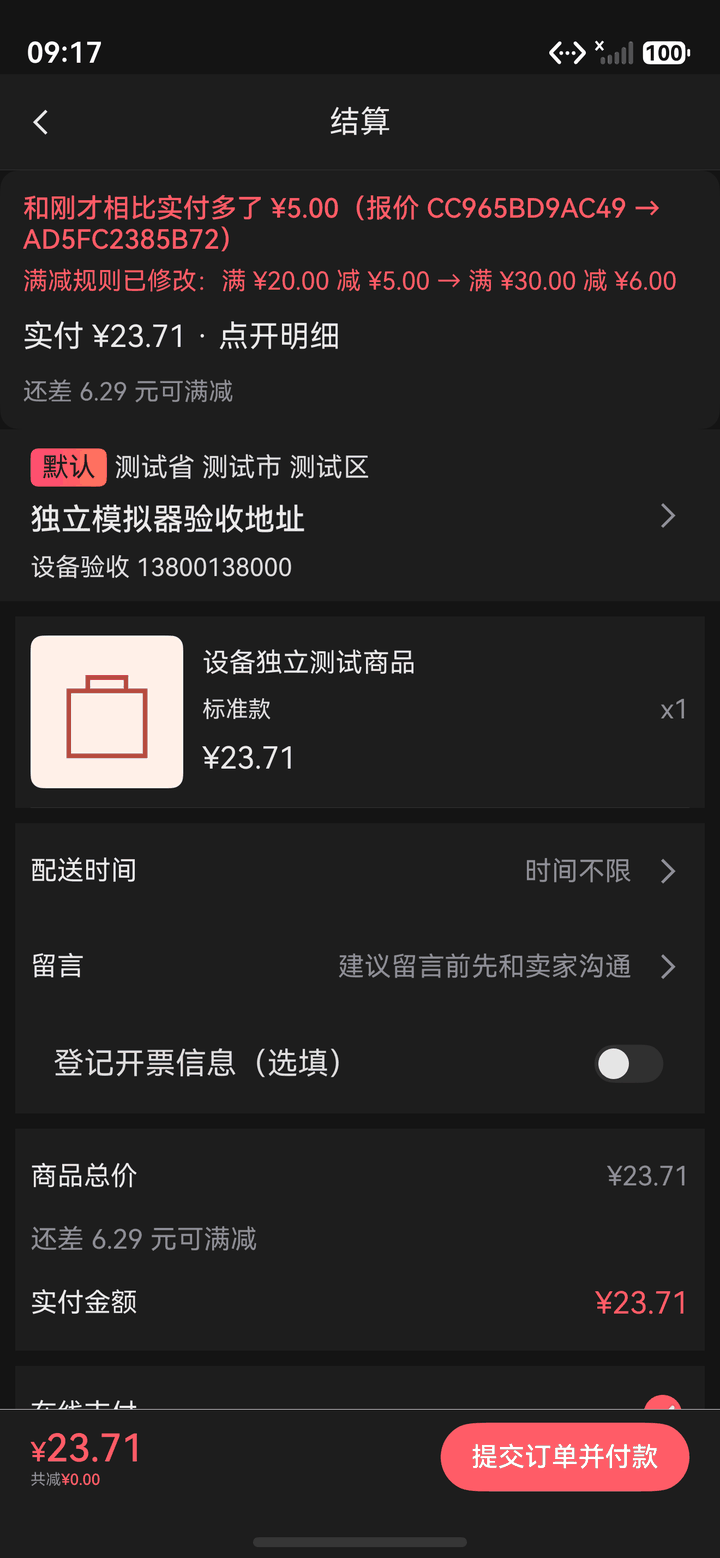 09:17
100
结算
和刚才相比实付多了 ¥5.00（报价 CC965BD9AC49 →
AD5FC2385B72）
满减规则已修改：满 ¥20.00 减 ¥5.00 → 满 ¥30.00 减 ¥6.00
实付 ¥23.71 · 点开明细
还差 6.29 元可满减
默认 测试省 测试市 测试区
独立模拟器验收地址
设备验收 13800138000
设备独立测试商品
标准款
x1
¥23.71
配送时间 时间不限
留言 建议留言前先和卖家沟通
登记开票信息（选填）
商品总价 ¥23.71
还差 6.29 元可满减
实付金额 ¥23.71
在线支付
¥23.71
共减¥0.00
提交订单并付款